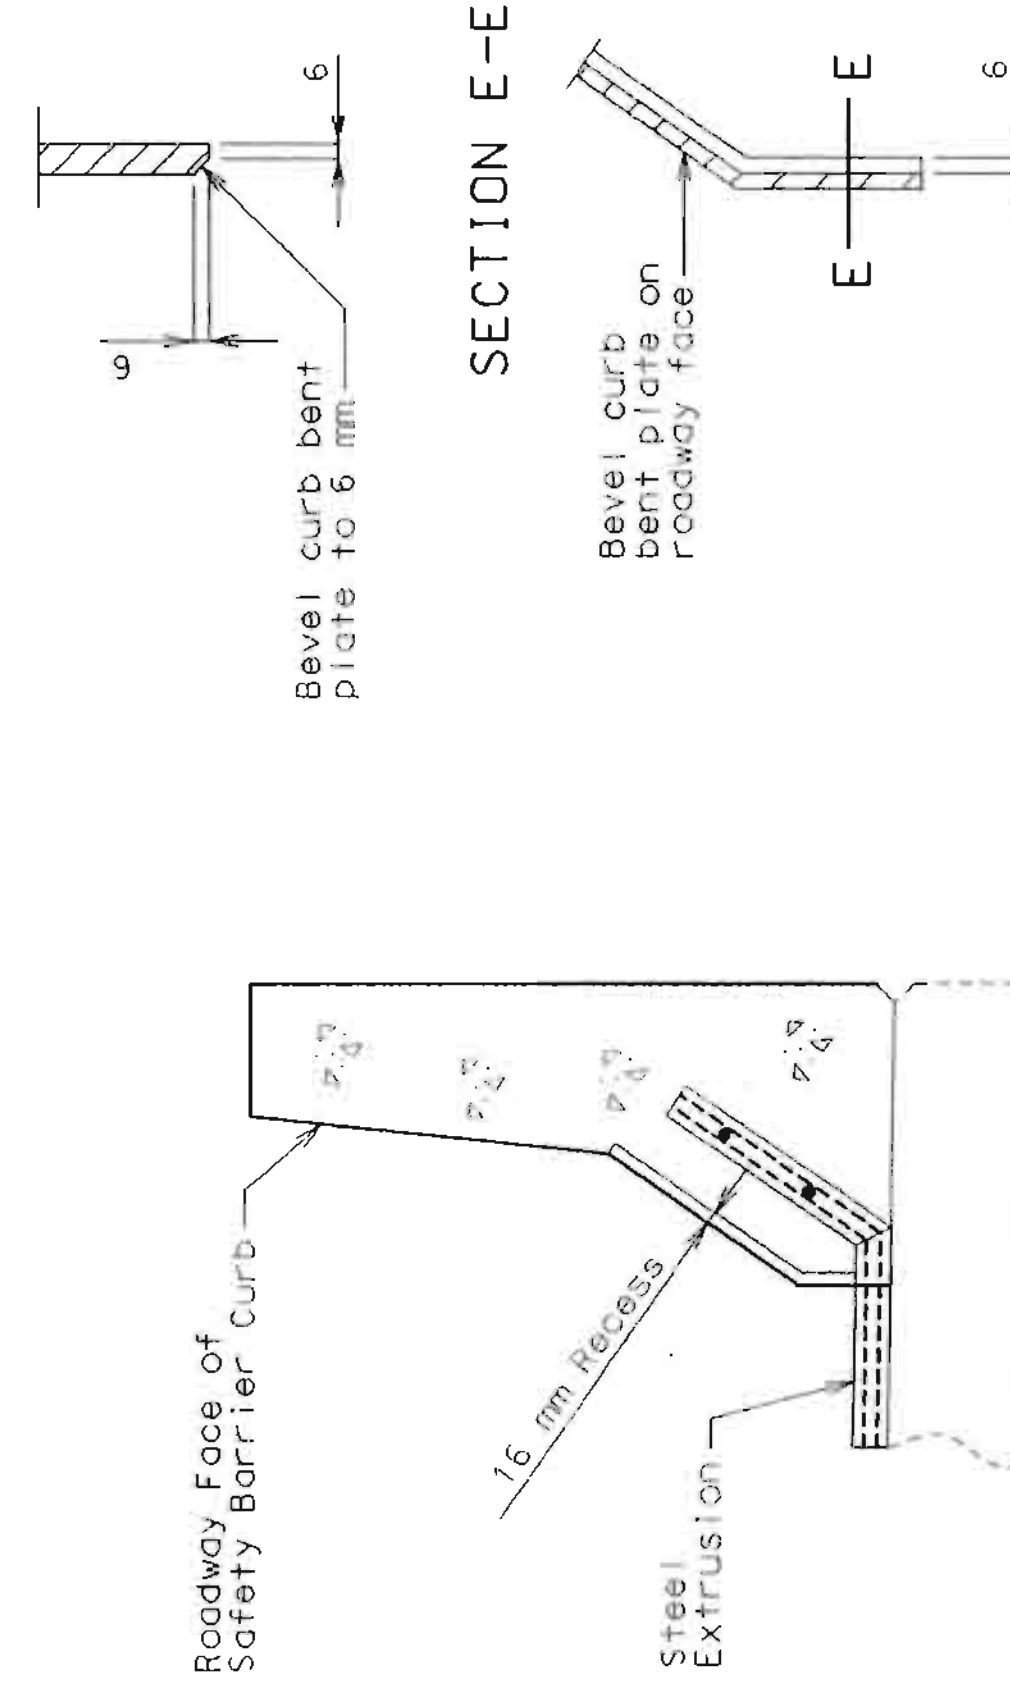 6
6
Bevel curb bent
plate to 6 mm
SECTION E-E
Bevel curb
bent plate on
roadway face
E
E
6
Roadway Face of
Safety Barrier Curb
16 mm Recess
Steel
Extrusion